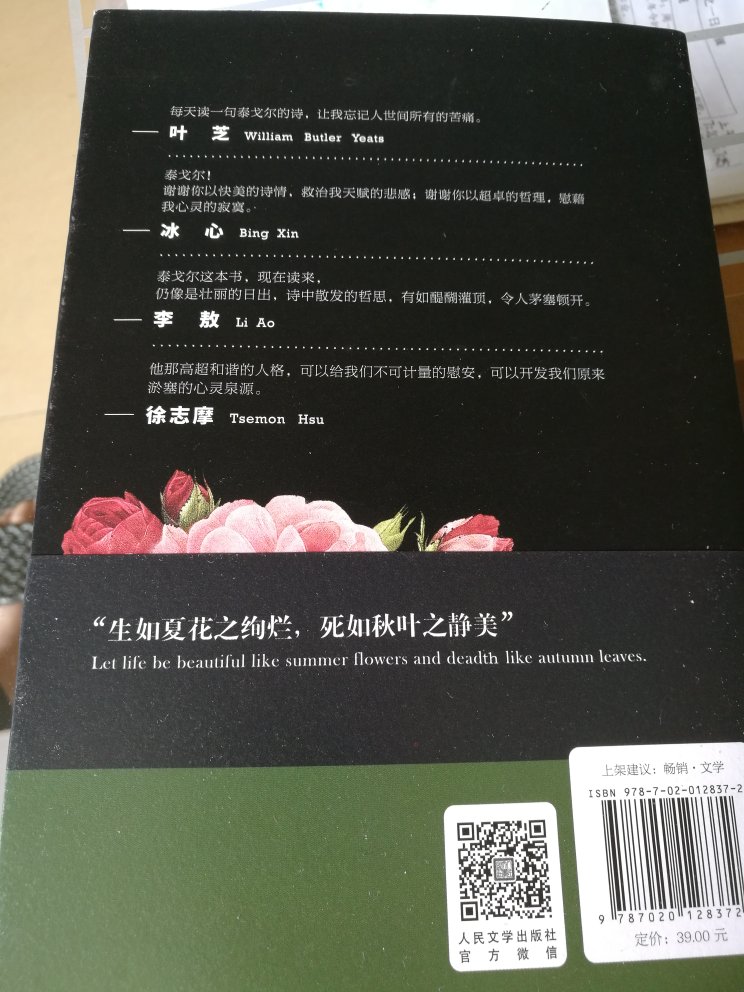 每天读一句泰戈尔的诗，让我忘记人世间所有的苦痛。
—— 叶 芝 William Butler Yeats
泰戈尔！
谢谢你以快美的诗情，救治我天赋的悲感；谢谢你以超卓的哲理，慰藉
我心灵的寂寞。
—— 冰 心 Bing Xin
泰戈尔这本书，现在读来，
仍像是壮丽的日出，诗中散发的哲思，有如醍醐灌顶，令人茅塞顿开。
—— 李 敖 Li Ao
他那高超和谐的人格，可以给我们不可计量的慰安，可以开发我们原来
淤塞的心灵泉源。
—— 徐志摩 Tsemon Hsu
“生如夏花之绚烂，死如秋叶之静美”
Let life be beautiful like summer flowers and deadth like autumn leaves.
上架建议：畅销·文学
ISBN 978-7-02-012837-2
9 787020 128372
定价：39.00 元
人民文学出版社
官方微信